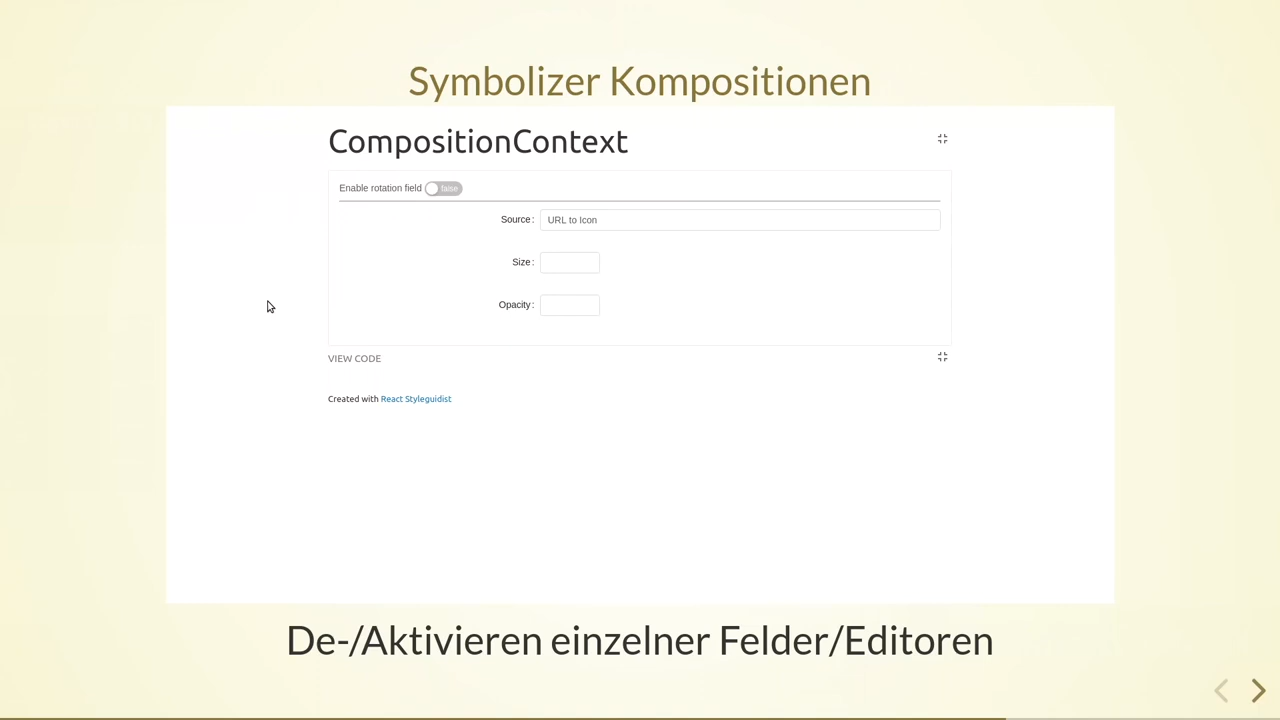 Symbolizer Kompositionen
CompositionContext
Enable rotation field false
Source: URL to Icon
Size:
Opacity:
VIEW CODE
Created with React Styleguidist
De-/Aktivieren einzelner Felder/Editoren